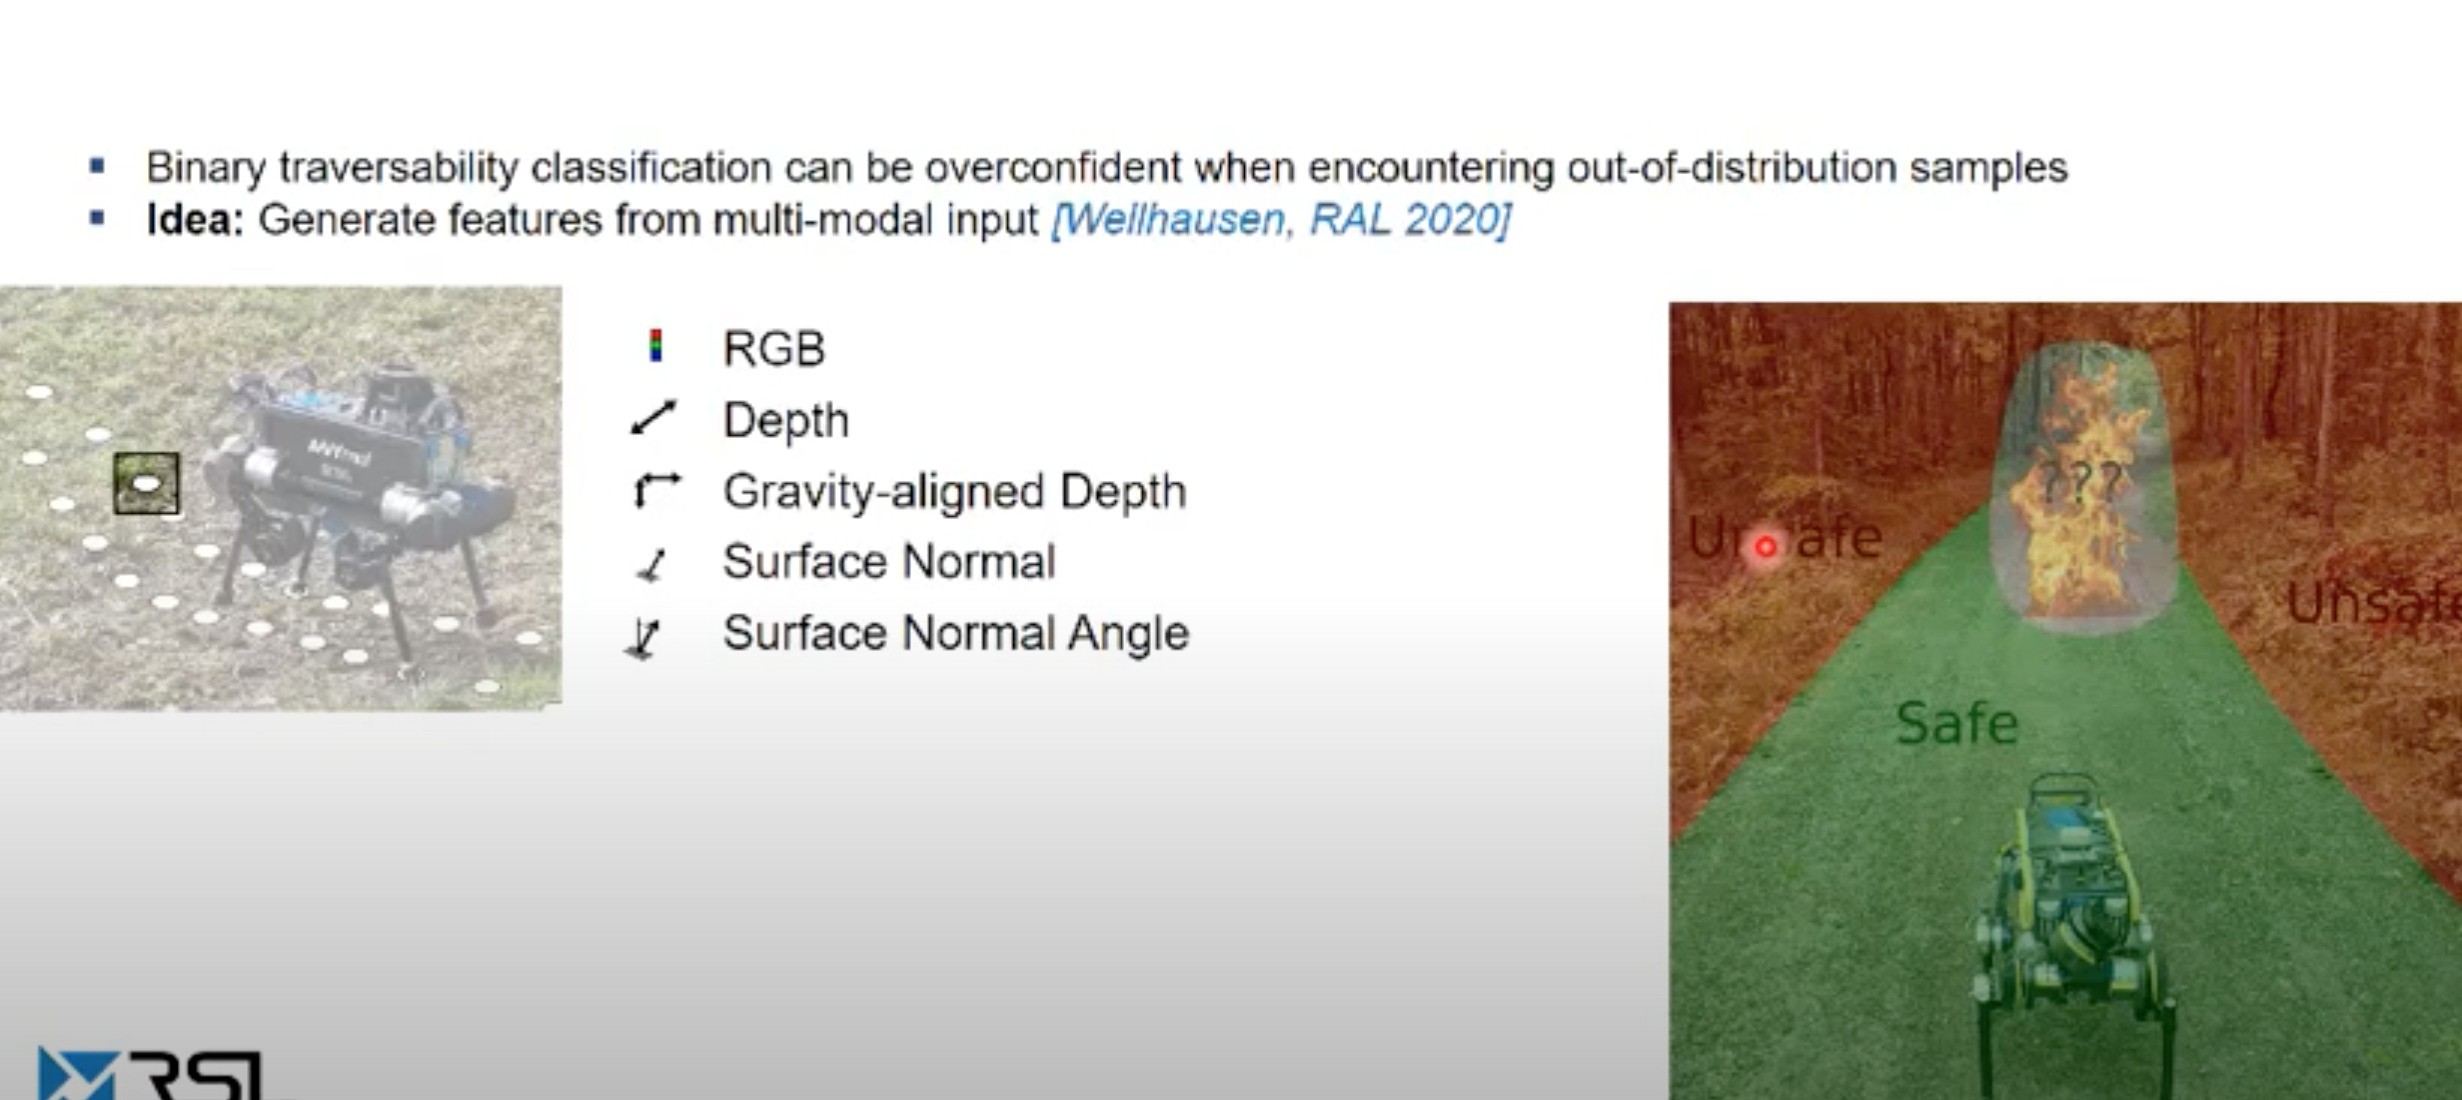 Binary traversability classification can be overconfident when encountering out-of-distribution samples
Idea: Generate features from multi-modal input [Wellhausen, RAL 2020]
RGB
Depth
Gravity-aligned Depth
Surface Normal
Surface Normal Angle
???
Unsafe
Unsafe
Safe
RSL